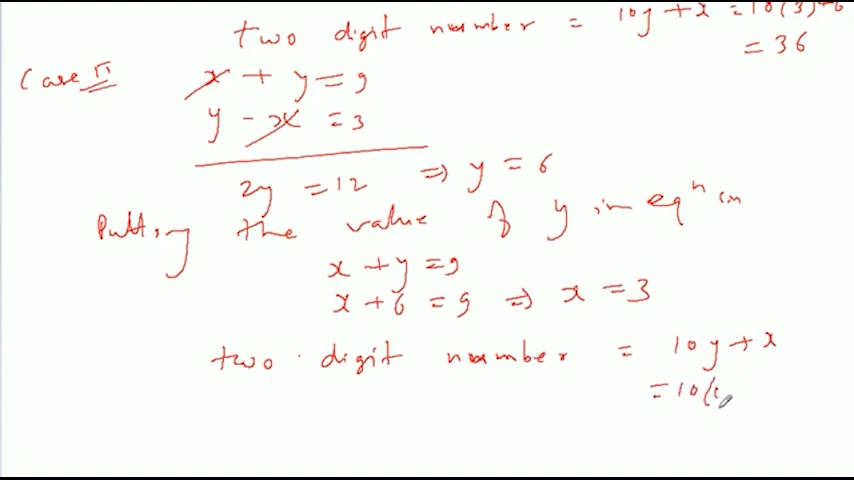 two digit number = 10y + x = 10(3)+6
= 36
Case II
x + y = 9
y - x = 3
2y = 12 ⇒ y = 6
Putting the value of y in eqⁿ (i)
x + y = 9
x + 6 = 9 ⇒ x = 3
two digit number = 10y + x
= 10(